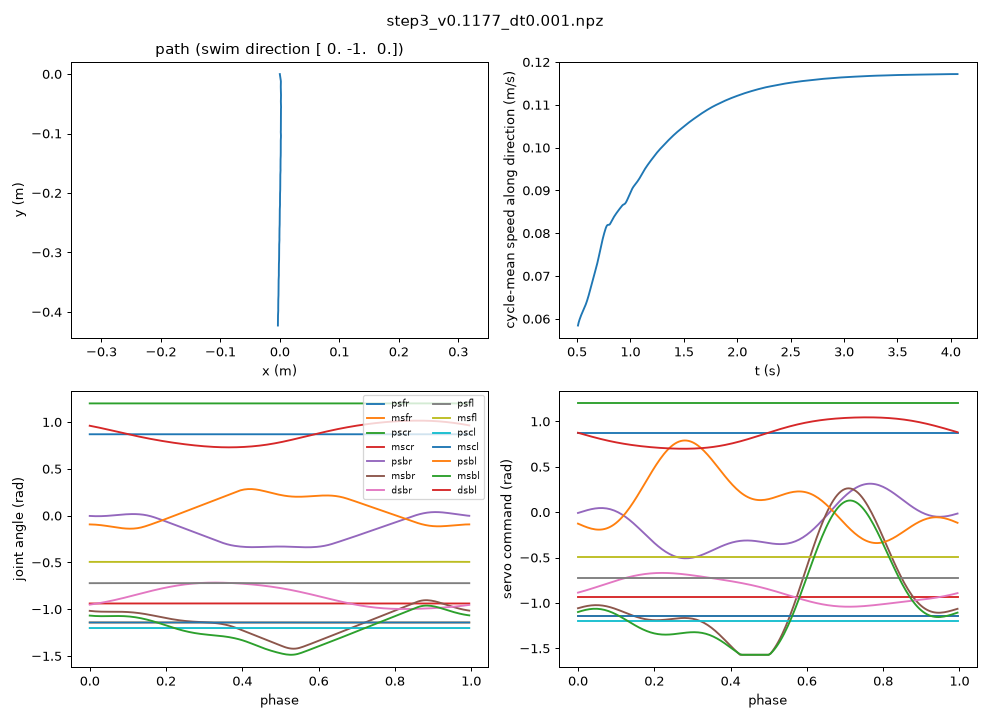 step3_v0.1177_dt0.001.npz
path (swim direction [ 0. -1.  0.])
0.0
−0.1
−0.2
−0.3
−0.4
y (m)
−0.3 −0.2 −0.1 0.0 0.1 0.2 0.3
x (m)
0.12
0.11
0.10
0.09
0.08
0.07
0.06
cycle-mean speed along direction (m/s)
0.5 1.0 1.5 2.0 2.5 3.0 3.5 4.0
t (s)
1.0
0.5
0.0
−0.5
−1.0
−1.5
joint angle (rad)
psfr psfl
msfr msfl
pscr pscl
mscr mscl
psbr psbl
msbr msbl
dsbr dsbl
0.0 0.2 0.4 0.6 0.8 1.0
phase
1.0
0.5
0.0
−0.5
−1.0
−1.5
servo command (rad)
0.0 0.2 0.4 0.6 0.8 1.0
phase